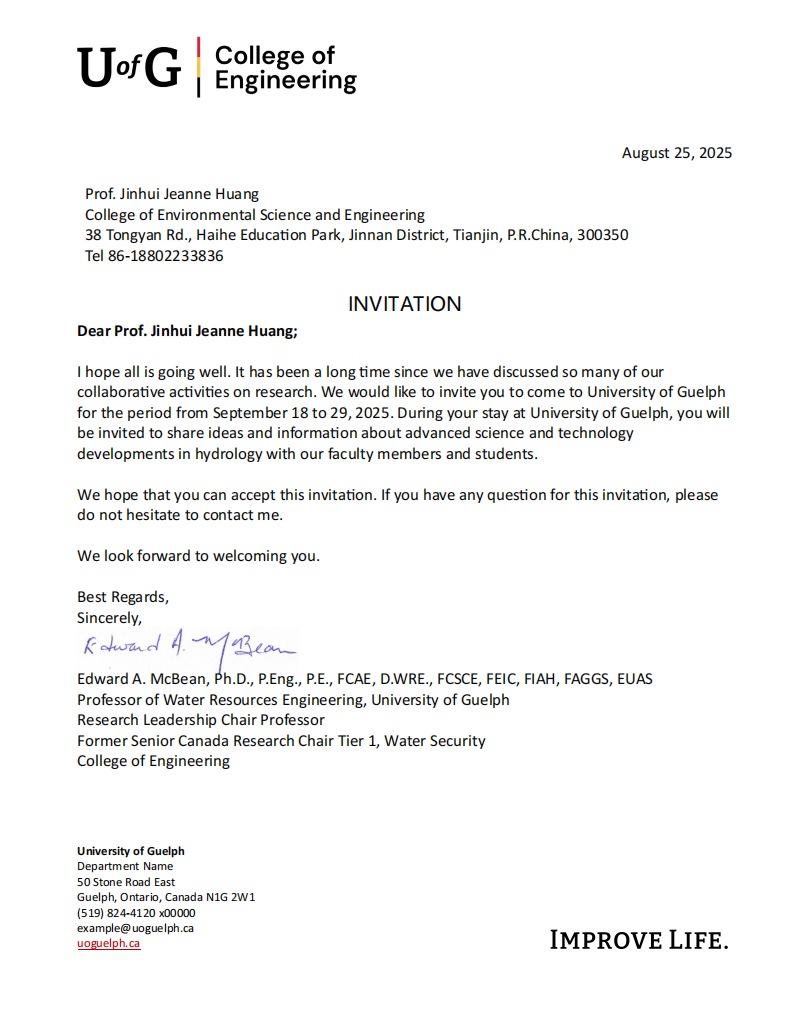 UofG College of
Engineering
August 25, 2025
Prof. Jinhui Jeanne Huang
College of Environmental Science and Engineering
38 Tongyan Rd., Haihe Education Park, Jinnan District, Tianjin, P.R.China, 300350
Tel 86-18802233836
INVITATION
Dear Prof. Jinhui Jeanne Huang;
I hope all is going well. It has been a long time since we have discussed so many of our
collaborative activities on research. We would like to invite you to come to University of Guelph
for the period from September 18 to 29, 2025. During your stay at University of Guelph, you will
be invited to share ideas and information about advanced science and technology
developments in hydrology with our faculty members and students.
We hope that you can accept this invitation. If you have any question for this invitation, please
do not hesitate to contact me.
We look forward to welcoming you.
Best Regards,
Sincerely,
Edward A. McBean
Edward A. McBean, Ph.D., P.Eng., P.E., FCAE, D.WRE., FCSCE, FEIC, FIAH, FAGGS, EUAS
Professor of Water Resources Engineering, University of Guelph
Research Leadership Chair Professor
Former Senior Canada Research Chair Tier 1, Water Security
College of Engineering
University of Guelph
Department Name
50 Stone Road East
Guelph, Ontario, Canada N1G 2W1
(519) 824-4120 x00000
example@uoguelph.ca
uoguelph.ca
IMPROVE LIFE.